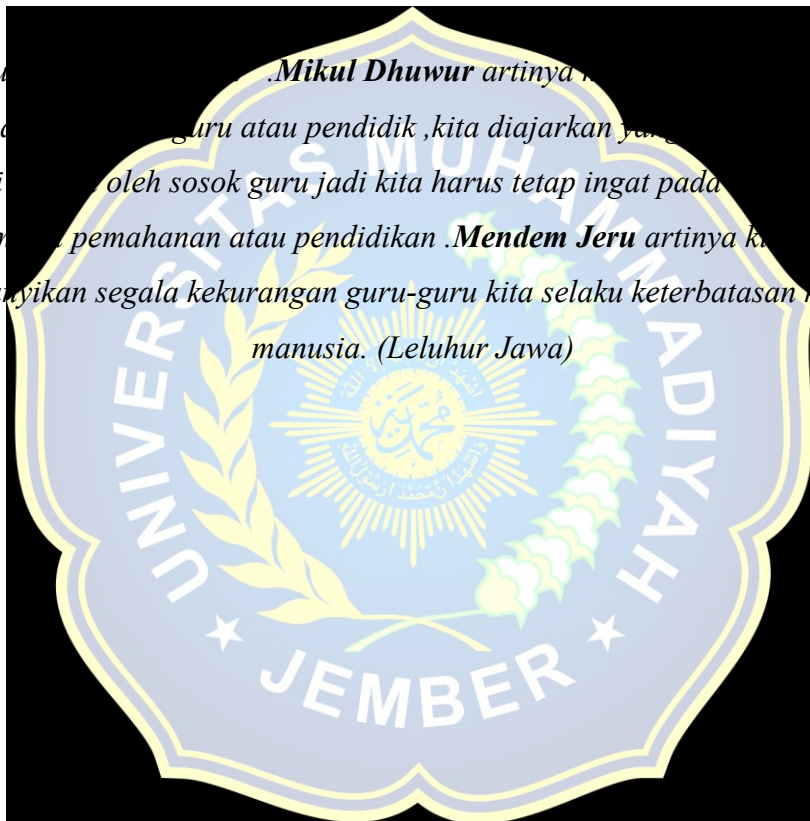 .Mikul Dhuwur artinya
guru atau pendidik ,kita diajarkan
oleh sosok guru jadi kita harus tetap ingat pada
pemahanan atau pendidikan .Mendem Jeru artinya
segala kekurangan guru-guru kita selaku keterbatasan
manusia. (Leluhur Jawa)
UNIVERSITAS MUHAMMADIYAH
JEMBER